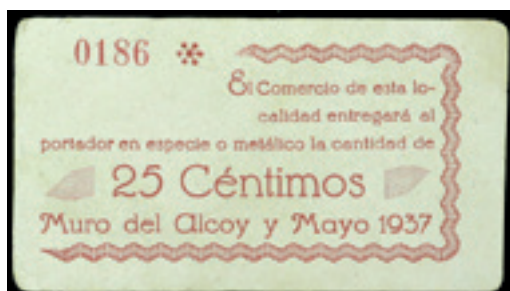 0186
El Comercio de esta lo-
calidad entregará al
portador en especie o metálico la cantidad de
25 Céntimos
Muro del Alcoy y Mayo 1937